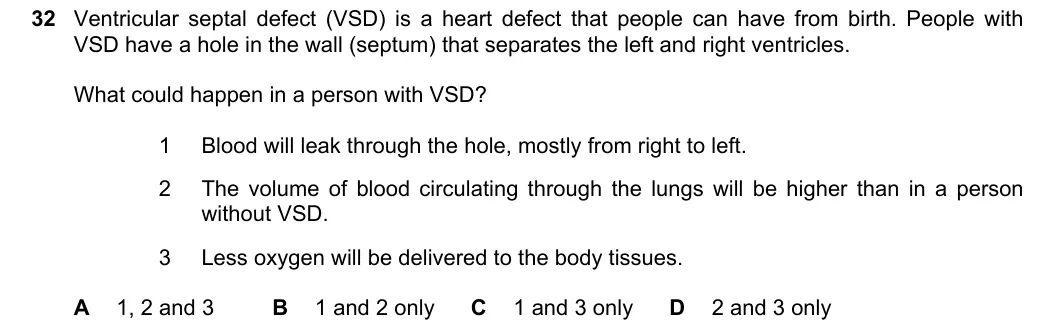 32 Ventricular septal defect (VSD) is a heart defect that people can have from birth. People with
VSD have a hole in the wall (septum) that separates the left and right ventricles.
What could happen in a person with VSD?
1 Blood will leak through the hole, mostly from right to left.
2 The volume of blood circulating through the lungs will be higher than in a person
without VSD.
3 Less oxygen will be delivered to the body tissues.
A 1, 2 and 3 B 1 and 2 only C 1 and 3 only D 2 and 3 only